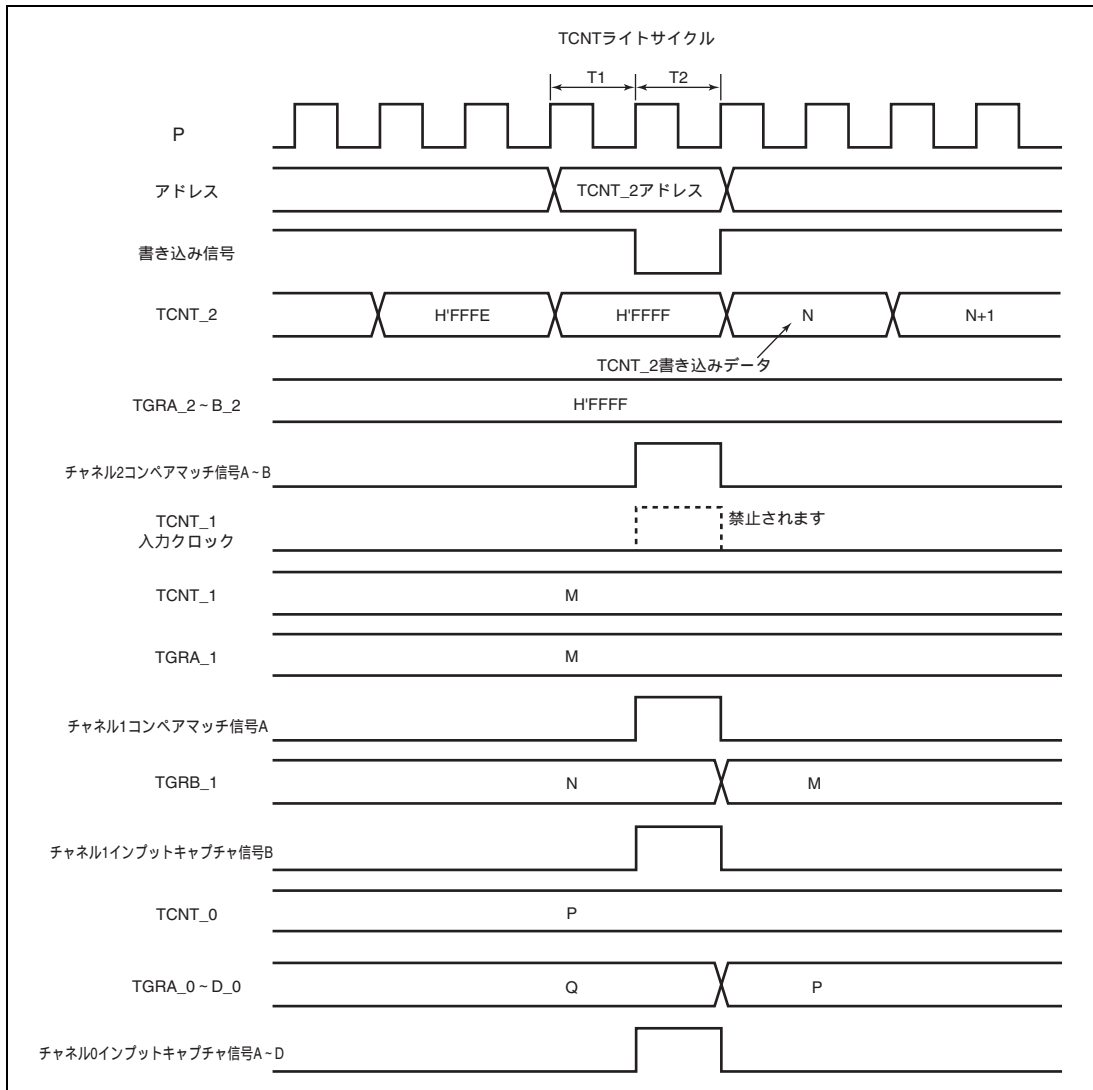 TCNTライトサイクル
T1 T2
P
アドレス TCNT_2アドレス
書き込み信号
TCNT_2 H'FFFE H'FFFF N N+1
TCNT_2書き込みデータ
TGRA_2~B_2 H'FFFF
チャネル2コンペアマッチ信号A~B
TCNT_1
入力クロック
禁止されます
TCNT_1 M
TGRA_1 M
チャネル1コンペアマッチ信号A
TGRB_1 N M
チャネル1インプットキャプチャ信号B
TCNT_0 P
TGRA_0~D_0 Q P
チャネル0インプットキャプチャ信号A~D